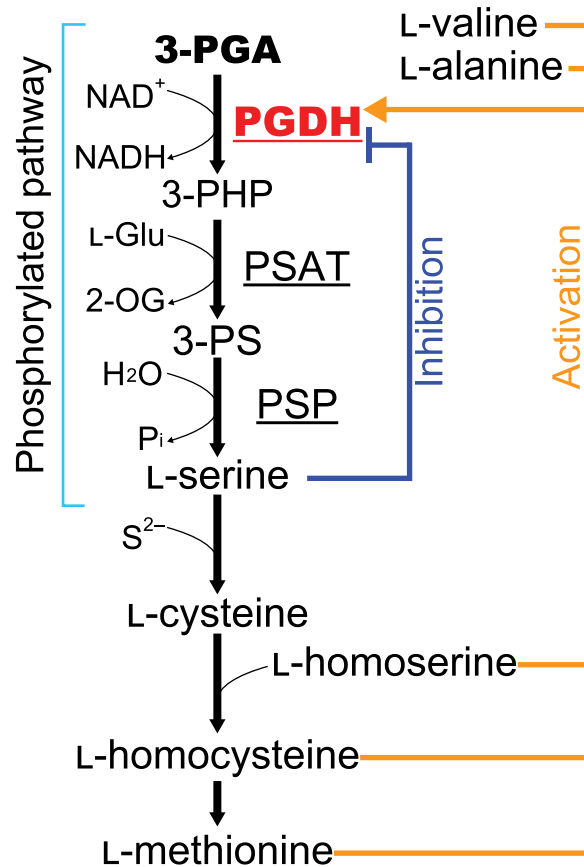 L-valine
3-PGA
L-alanine
NAD⁺
PGDH
NADH
3-PHP
L-Glu
PSAT
2-OG
3-PS
H₂O
PSP
Pᵢ
L-serine
S²⁻
L-cysteine
L-homoserine
L-homocysteine
L-methionine
Phosphorylated pathway
Inhibition
Activation